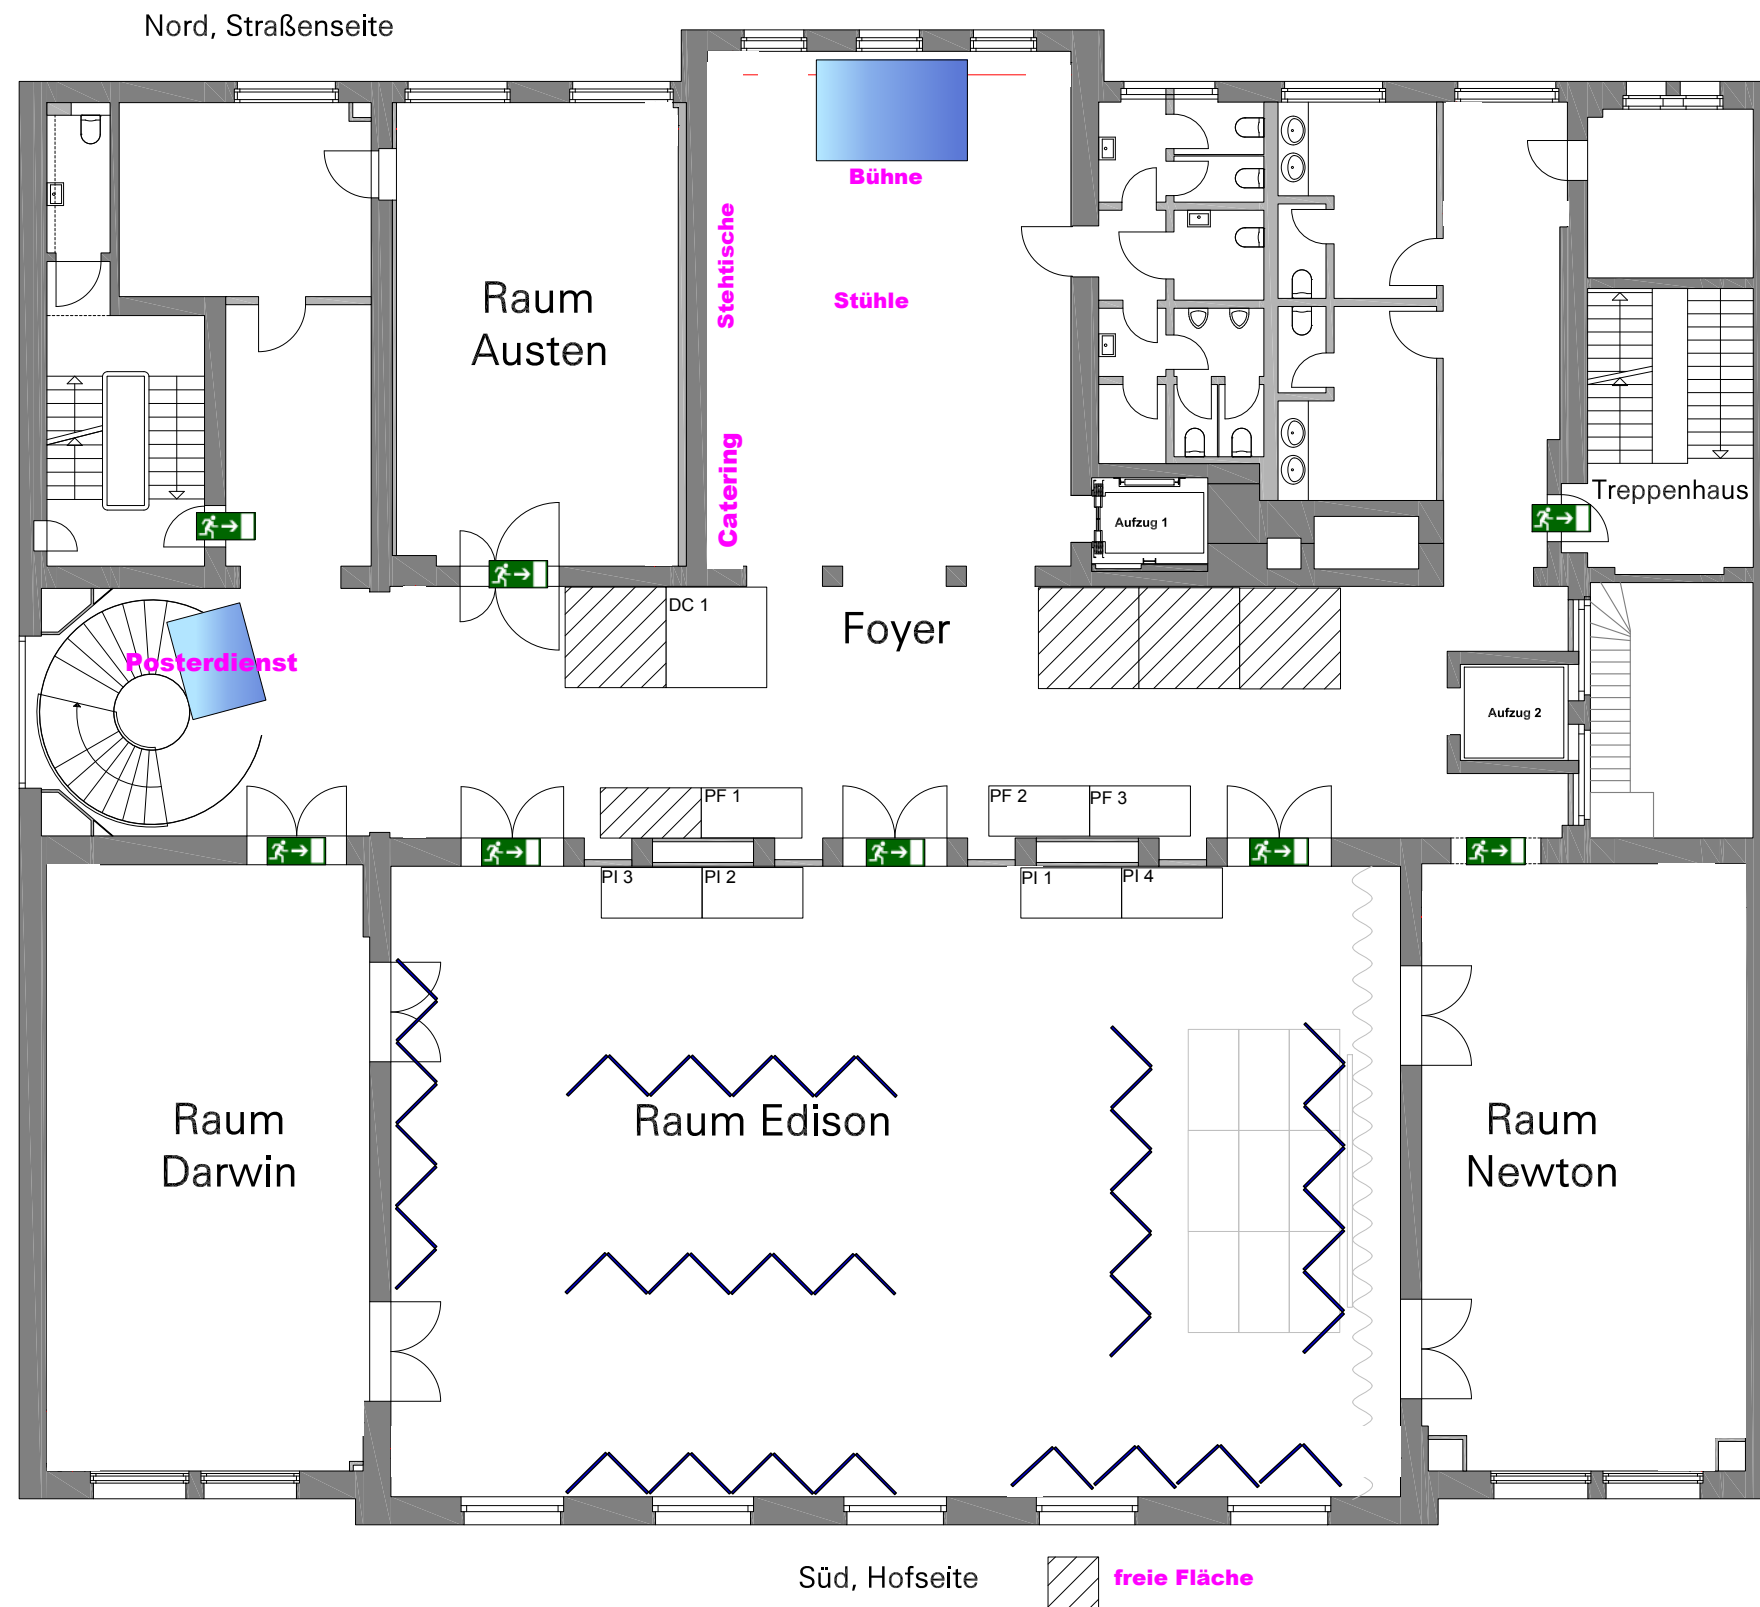 Nord, Straßenseite
Bühne
Stehtische
Stühle
Raum
Austen
Catering
Treppenhaus
Aufzug 1
DC 1
Foyer
Posterdienst
Aufzug 2
PF 1
PF 2
PF 3
PI 3
PI 2
PI 1
PI 4
Raum
Darwin
Raum Edison
Raum
Newton
Süd, Hofseite
freie Fläche